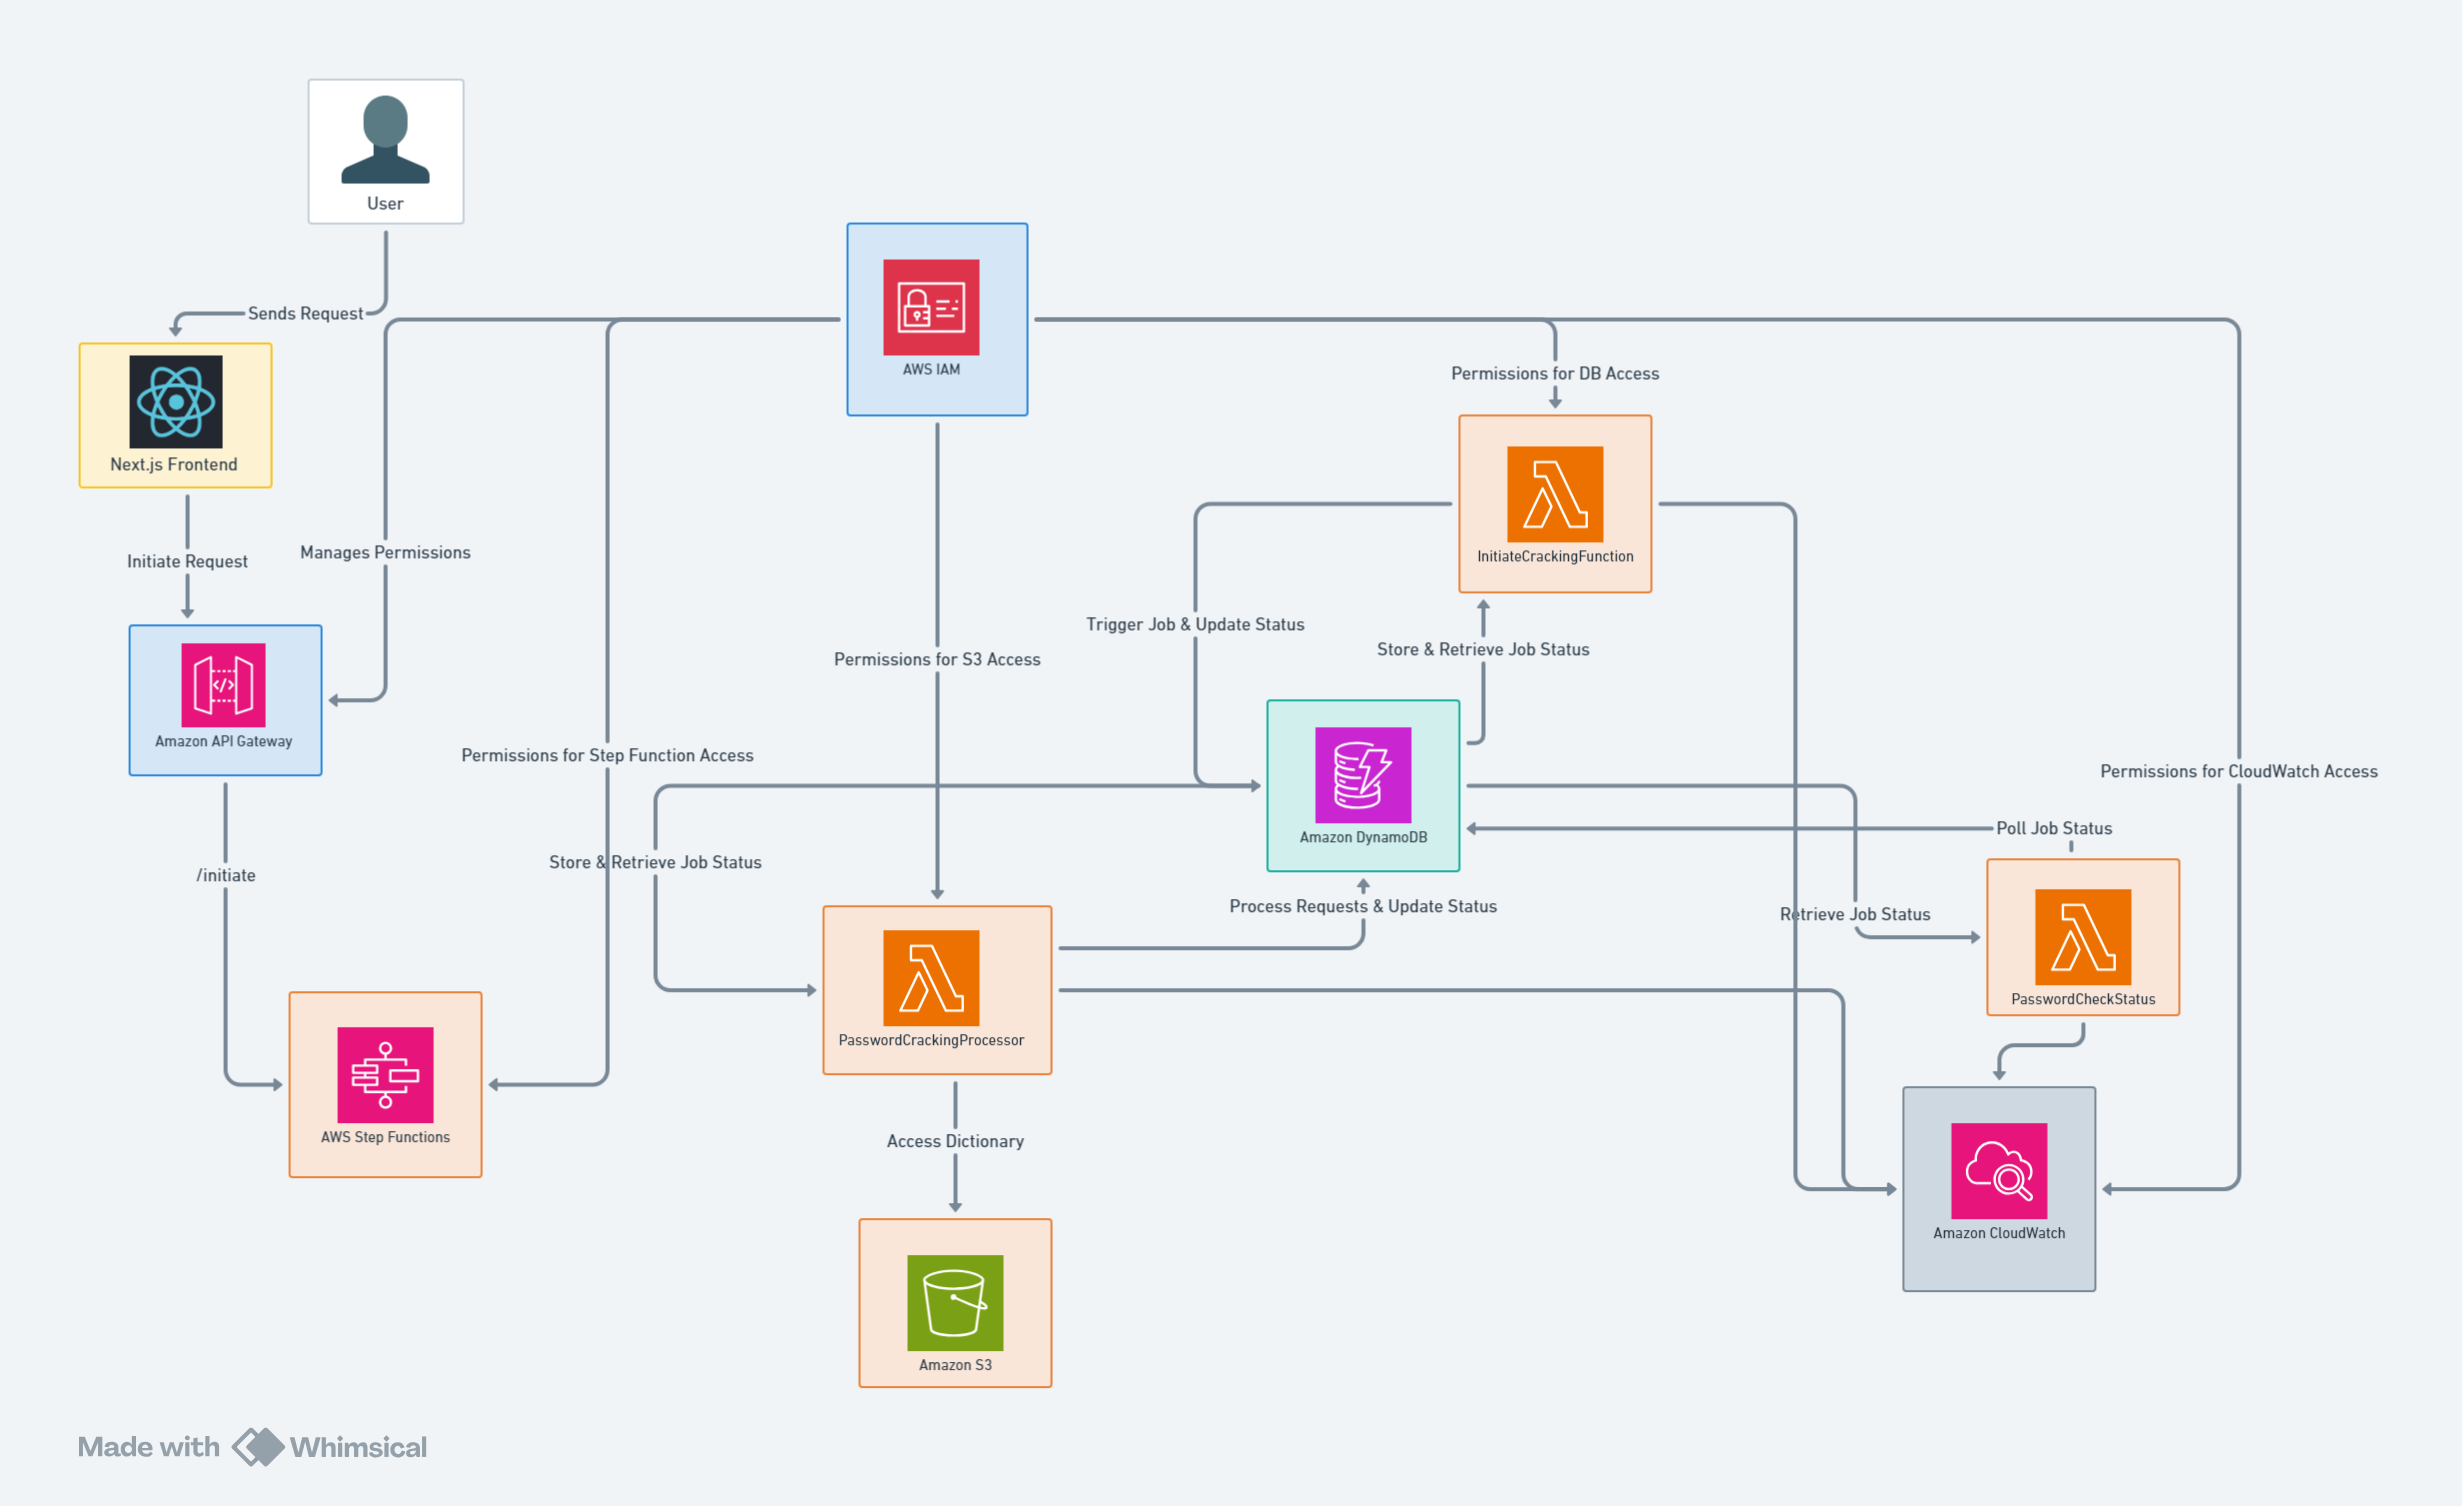 User
Sends Request
AWS IAM
Permissions for DB Access
Next.js Frontend
Initiate Request
Manages Permissions
InitiateCrackingFunction
Trigger Job & Update Status
Store & Retrieve Job Status
Permissions for S3 Access
Amazon API Gateway
Permissions for Step Function Access
Permissions for CloudWatch Access
Amazon DynamoDB
Poll Job Status
Store & Retrieve Job Status
/initiate
Process Requests & Update Status
Retrieve Job Status
PasswordCheckStatus
PasswordCrackingProcessor
AWS Step Functions
Access Dictionary
Amazon CloudWatch
Amazon S3
Made with Whimsical